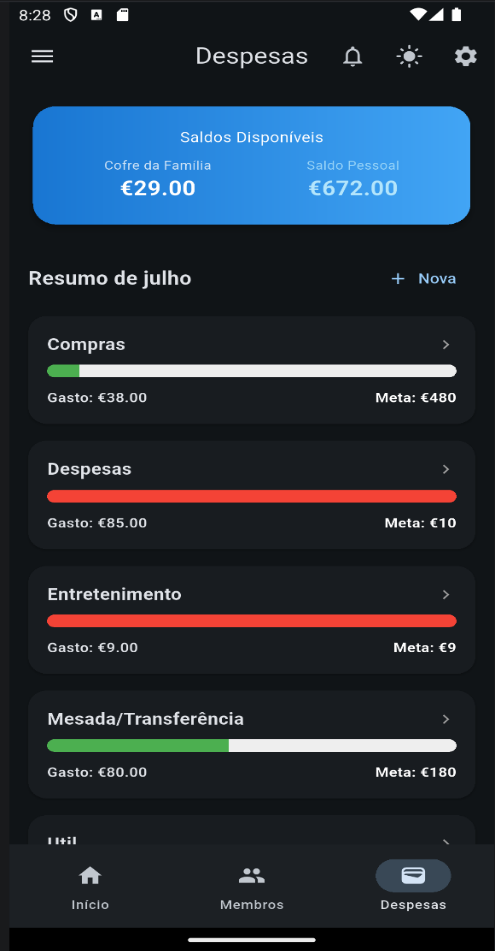 8:28 A
Despesas
Saldos Disponíveis
Cofre da Família Saldo Pessoal
€29.00 €672.00
Resumo de julho + Nova
Compras
Gasto: €38.00 Meta: €480
Despesas
Gasto: €85.00 Meta: €10
Entretenimento
Gasto: €9.00 Meta: €9
Mesada/Transferência
Gasto: €80.00 Meta: €180
Util
Início Membros Despesas